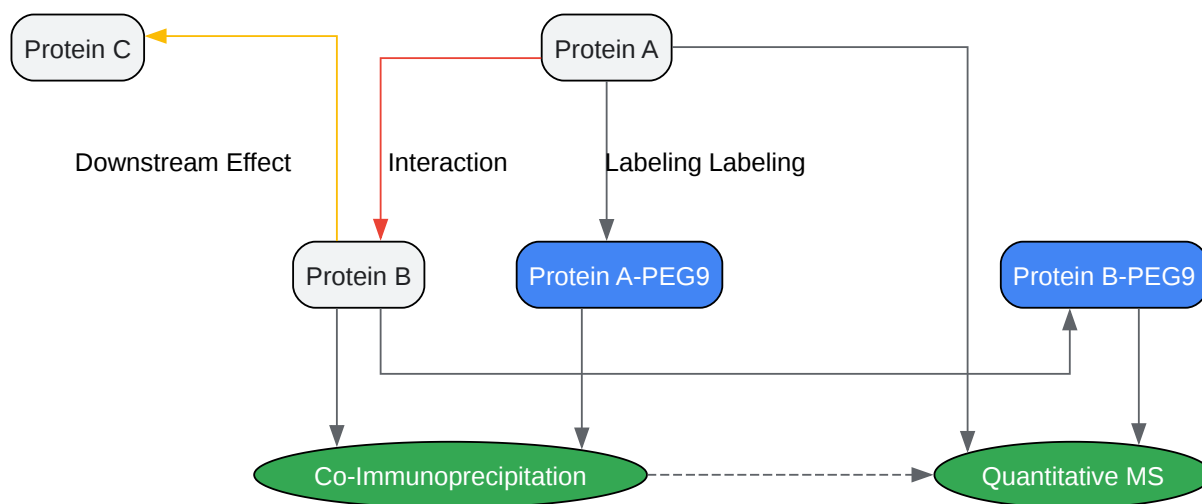 Protein C
Protein A
Downstream Effect
Interaction
Labeling Labeling
Protein B
Protein A-PEG9
Protein B-PEG9
Co-Immunoprecipitation
Quantitative MS